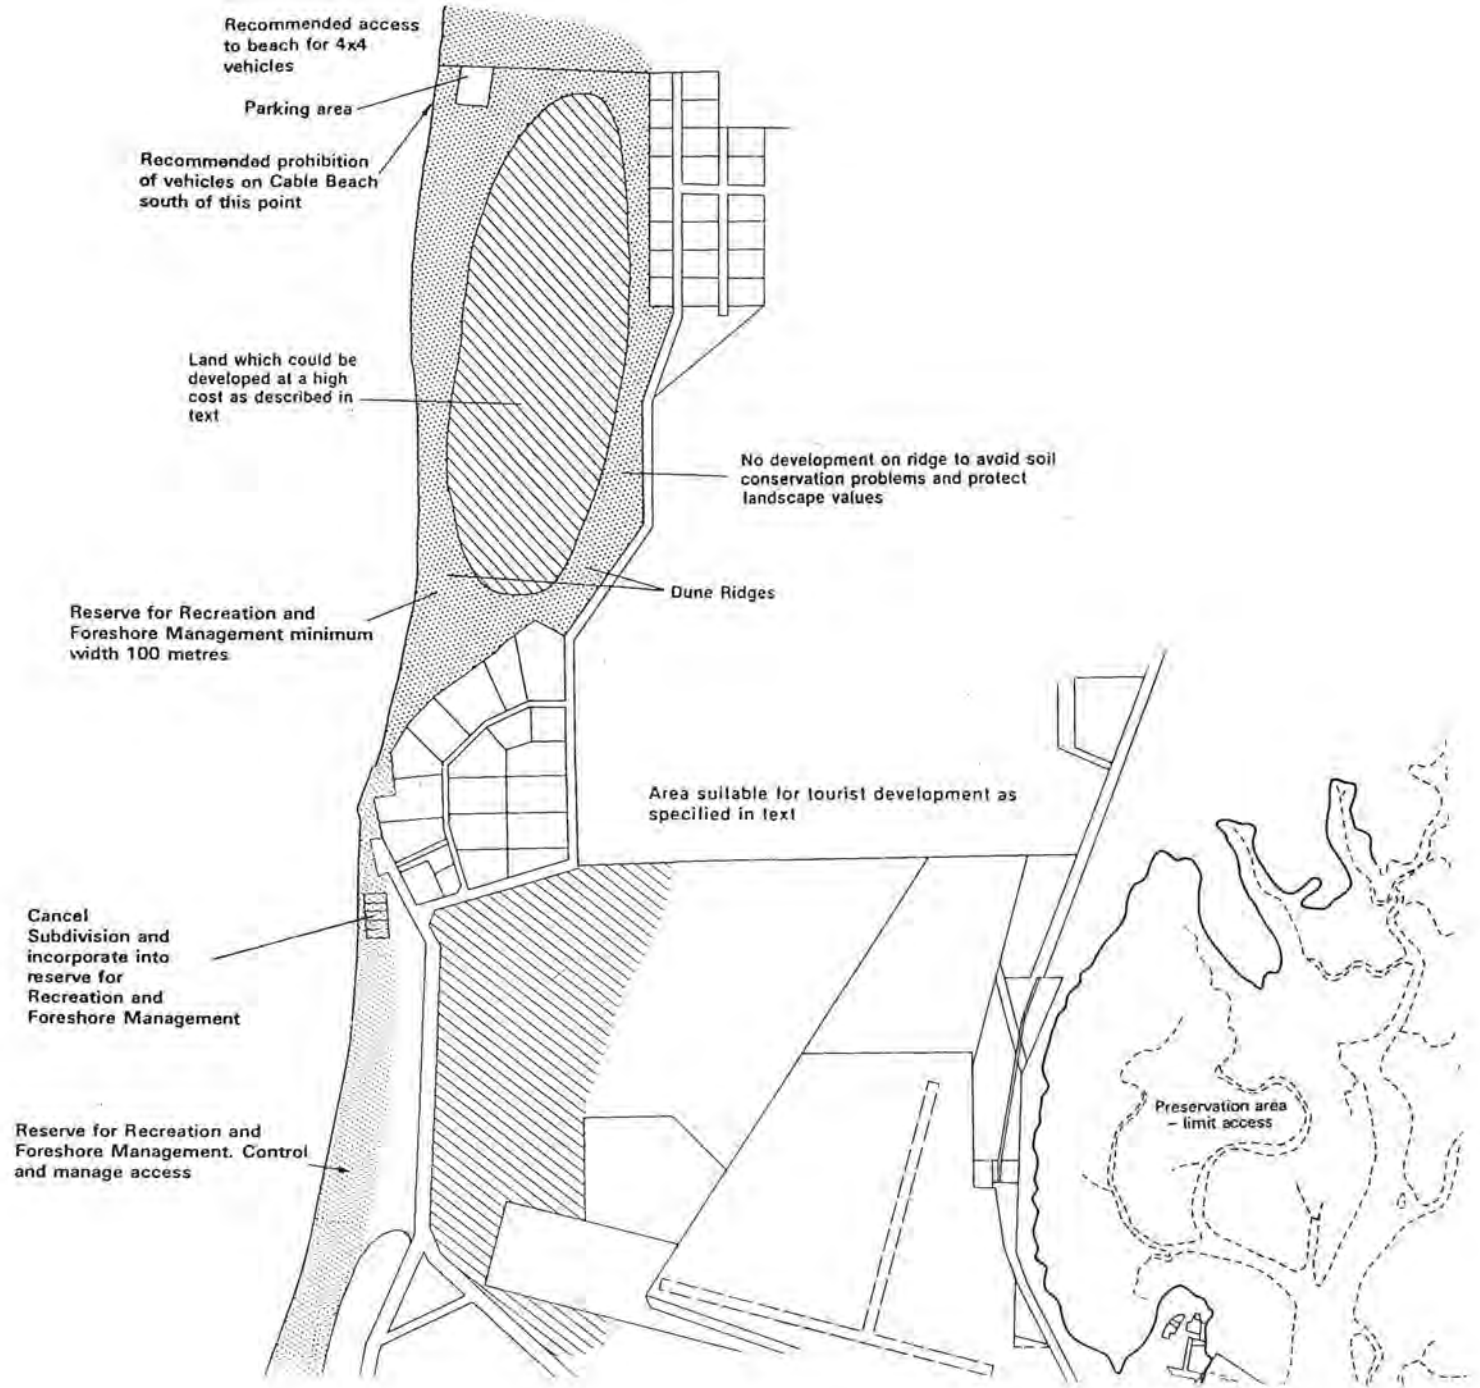 Recommended access
to beach for 4x4
vehicles
Parking area
Recommended prohibition
of vehicles on Cable Beach
south of this point
Land which could be
developed at a high
cost as described in
text
No development on ridge to avoid soil
conservation problems and protect
landscape values
Dune Ridges
Reserve for Recreation and
Foreshore Management minimum
width 100 metres
Area suitable for tourist development as
specified in text
Cancel
Subdivision and
incorporate into
reserve for
Recreation and
Foreshore Management
Preservation area
– limit access
Reserve for Recreation and
Foreshore Management. Control
and manage access